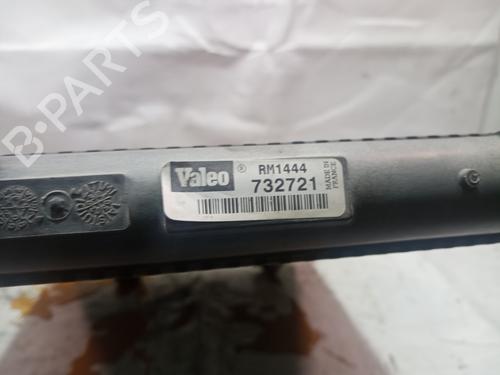 B-PARTS
Valeo ®
RM1444
732721
MADE IN
FRANCE